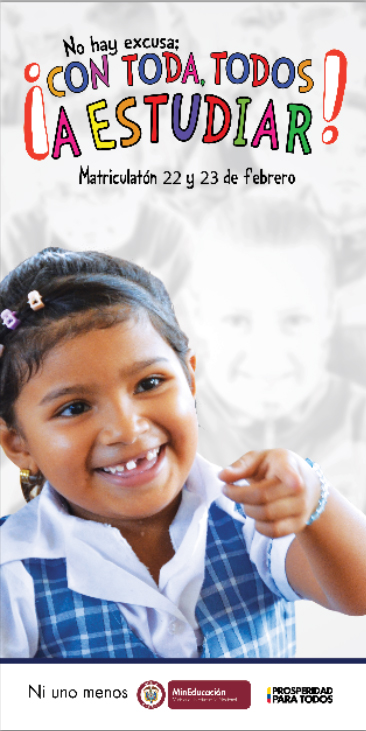 No hay excusa:
¡CON TODA, TODOS
A ESTUDIAR!
Matriculatón 22 y 23 de febrero
Ni uno menos
MinEducación
PROSPERIDAD
PARA TODOS